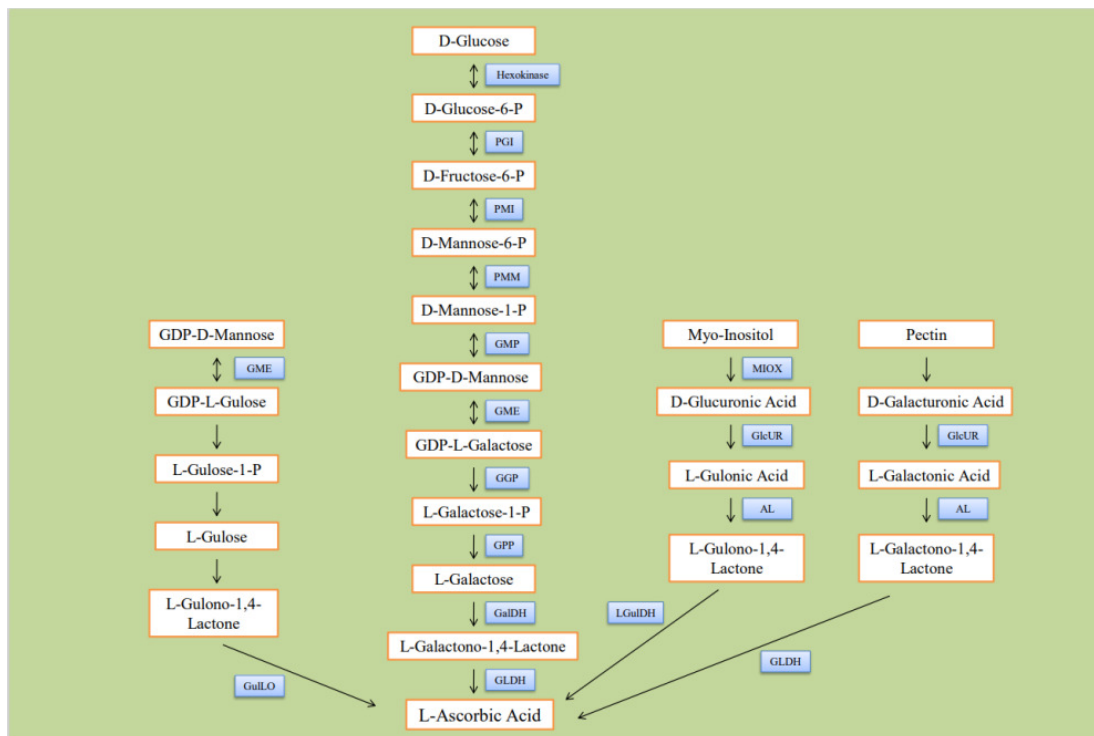 D-Glucose
Hexokinase
D-Glucose-6-P
PGI
D-Fructose-6-P
PMI
D-Mannose-6-P
PMM
D-Mannose-1-P
GMP
GDP-D-Mannose
GME
GDP-L-Galactose
GGP
L-Galactose-1-P
GPP
L-Galactose
GalDH
L-Galactono-1,4-Lactone
GLDH
L-Ascorbic Acid
GDP-D-Mannose
GME
GDP-L-Gulose
L-Gulose-1-P
L-Gulose
L-Gulono-1,4-
Lactone
GulLO
Myo-Inositol
MIOX
D-Glucuronic Acid
GlcUR
L-Gulonic Acid
AL
L-Gulono-1,4-
Lactone
LGulDH
Pectin
D-Galacturonic Acid
GlcUR
L-Galactonic Acid
AL
L-Galactono-1,4-
Lactone
GLDH